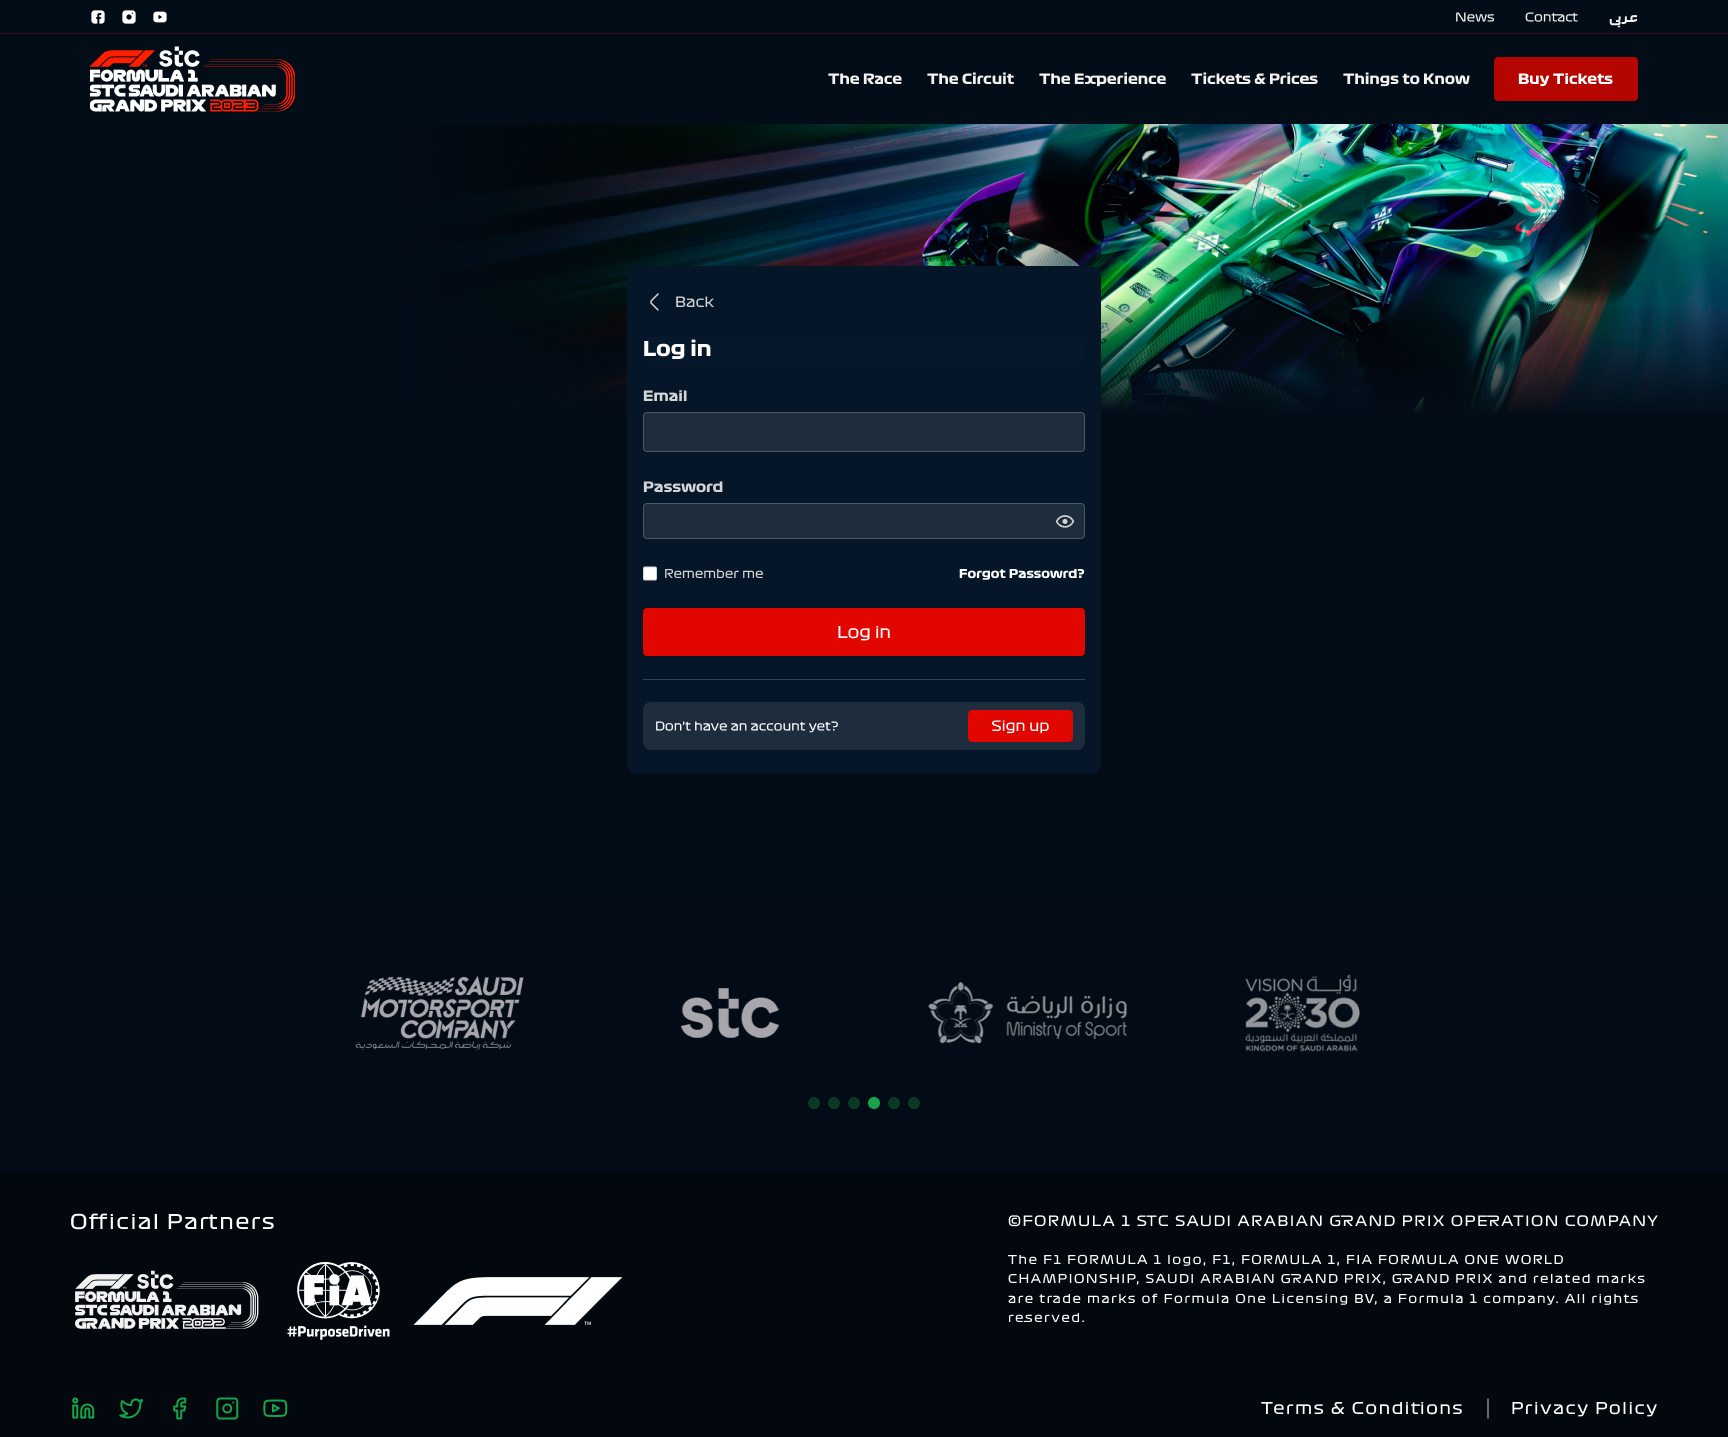 News
Contact
عربي
stc
FORMULA 1
STC SAUDI ARABIAN
GRAND PRIX 2023
The Race
The Circuit
The Experience
Tickets & Prices
Things to Know
Buy Tickets
Back
Log in
Email
Password
Remember me
Forgot Passowrd?
Log in
Don't have an account yet?
Sign up
SAUDI
MOTORSPORT
COMPANY
شركة رياضة المحركات السعودية
stc
وزارة الرياضة
Ministry of Sport
VISION رؤية
2030
المملكة العربية السعودية
KINGDOM OF SAUDI ARABIA
Official Partners
stc
FORMULA 1
STC SAUDI ARABIAN
GRAND PRIX 2022
FiA
#PurposeDriven
F1
TM
©FORMULA 1 STC SAUDI ARABIAN GRAND PRIX OPERATION COMPANY
The F1 FORMULA 1 logo, F1, FORMULA 1, FIA FORMULA ONE WORLD
CHAMPIONSHIP, SAUDI ARABIAN GRAND PRIX, GRAND PRIX and related marks
are trade marks of Formula One Licensing BV, a Formula 1 company. All rights
reserved.
Terms & Conditions
Privacy Policy